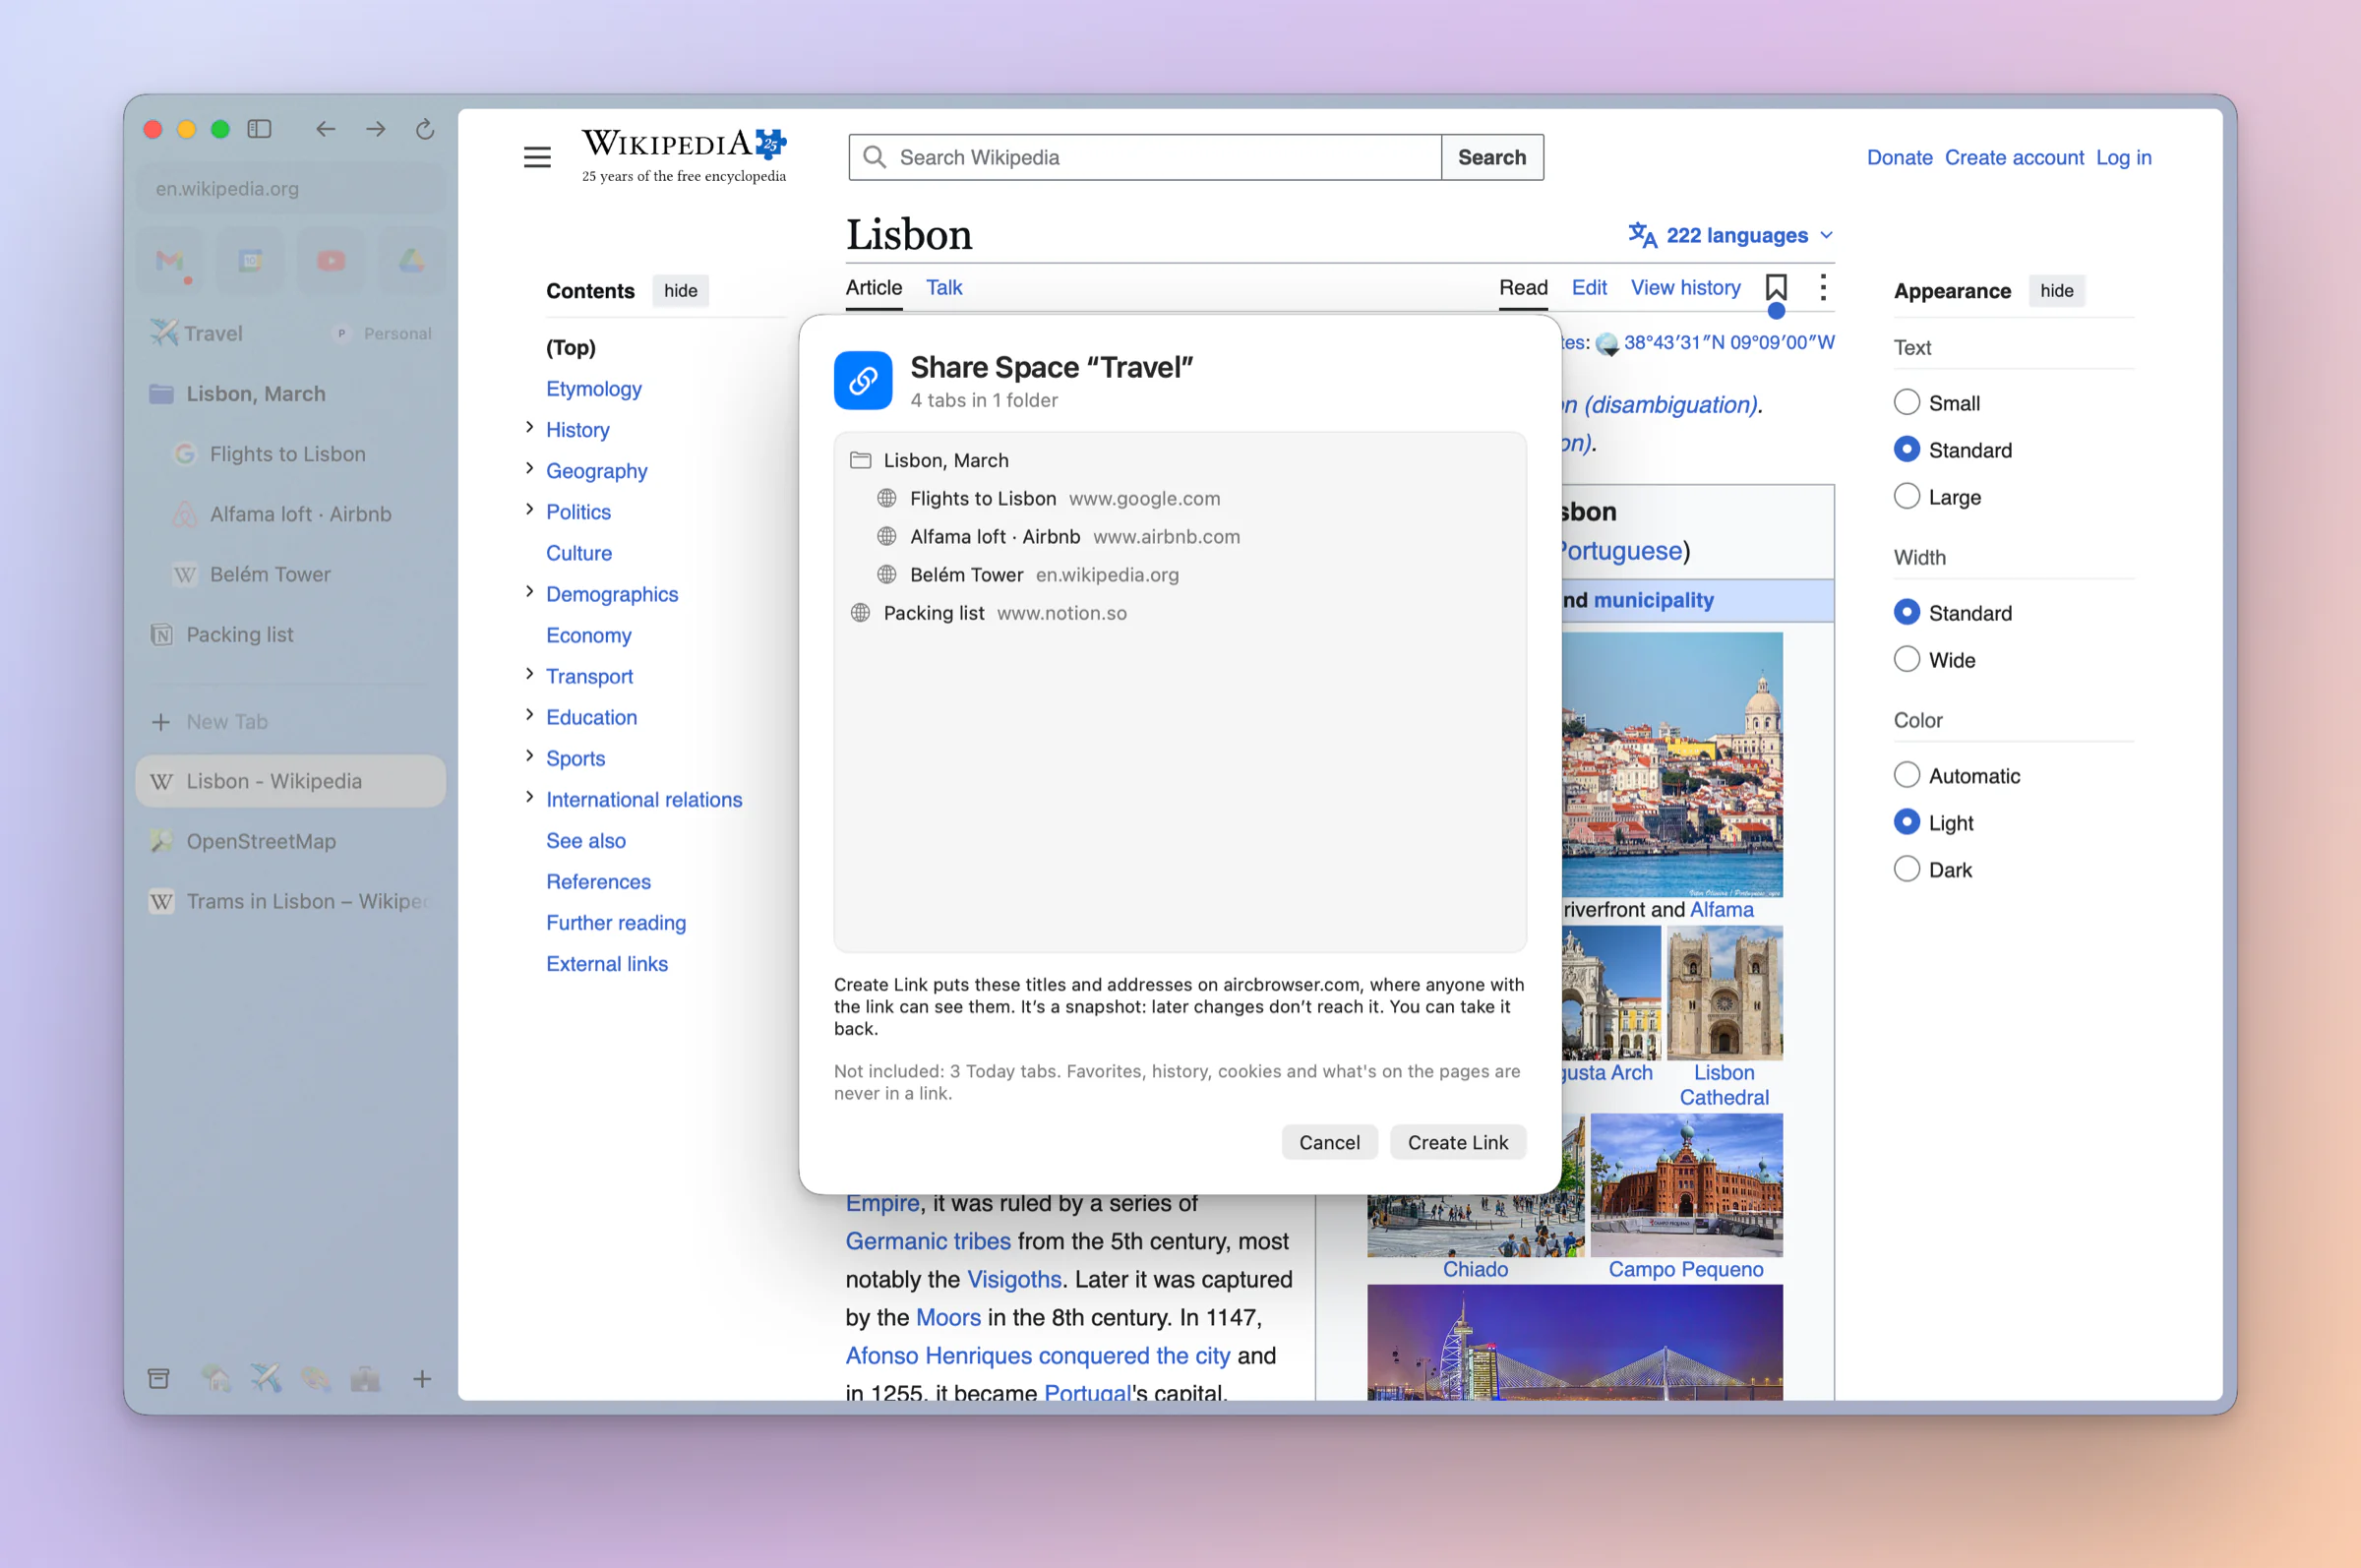 en.wikipedia.org
Travel
P
Personal
Lisbon, March
Flights to Lisbon
Alfama loft · Airbnb
Belém Tower
Packing list
New Tab
Lisbon - Wikipedia
OpenStreetMap
Trams in Lisbon – Wikiped
WIKIPEDIA 25
25 years of the free encyclopedia
Search Wikipedia
Search
Donate
Create account
Log in
Lisbon
222 languages
Article
Talk
Read
Edit
View history
Contents
hide
(Top)
Etymology
History
Geography
Politics
Culture
Demographics
Economy
Transport
Education
Sports
International relations
See also
References
Further reading
External links
Share Space “Travel”
4 tabs in 1 folder
Lisbon, March
Flights to Lisbon www.google.com
Alfama loft · Airbnb www.airbnb.com
Belém Tower en.wikipedia.org
Packing list www.notion.so
Create Link puts these titles and addresses on aircbrowser.com, where anyone with
the link can see them. It’s a snapshot: later changes don’t reach it. You can take it
back.
Not included: 3 Today tabs. Favorites, history, cookies and what's on the pages are
never in a link.
Cancel
Create Link
38°43′31″N 09°09′00″W
(disambiguation).
municipality
riverfront and Alfama
Arch
Lisbon
Cathedral
Chiado
Campo Pequeno
Empire, it was ruled by a series of
Germanic tribes from the 5th century, most
notably the Visigoths. Later it was captured
by the Moors in the 8th century. In 1147,
Afonso Henriques conquered the city and
in 1255, it became Portugal's capital.
Appearance
hide
Text
Small
Standard
Large
Width
Standard
Wide
Color
Automatic
Light
Dark